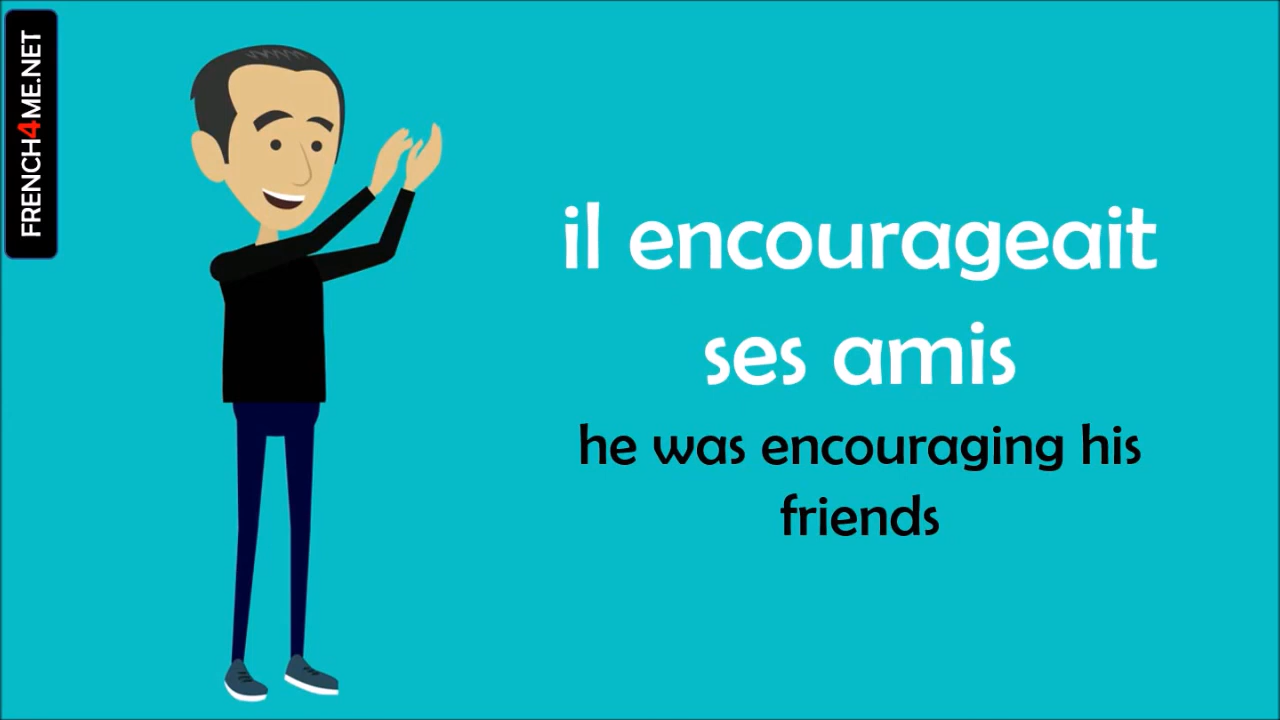 FRENCH4ME.NET
il encourageait
ses amis
he was encouraging his
friends